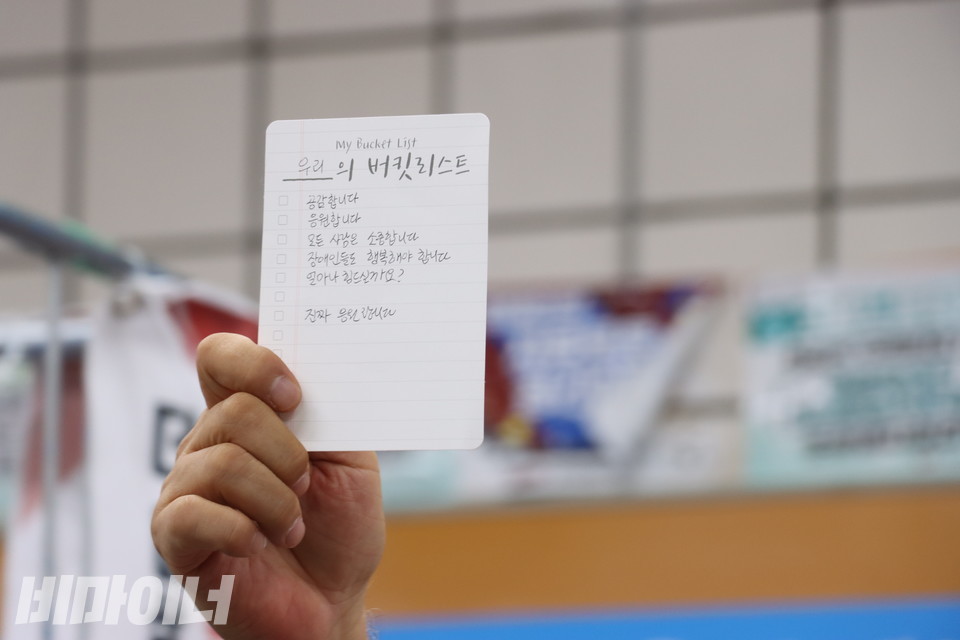 My Bucket List
우리의 버킷리스트
공감합니다
응원합니다
모든 사람은 소중합니다
장애인들도 행복해야 합니다
얼마나 힘드실까요?
진짜 응원합니다
비마이너